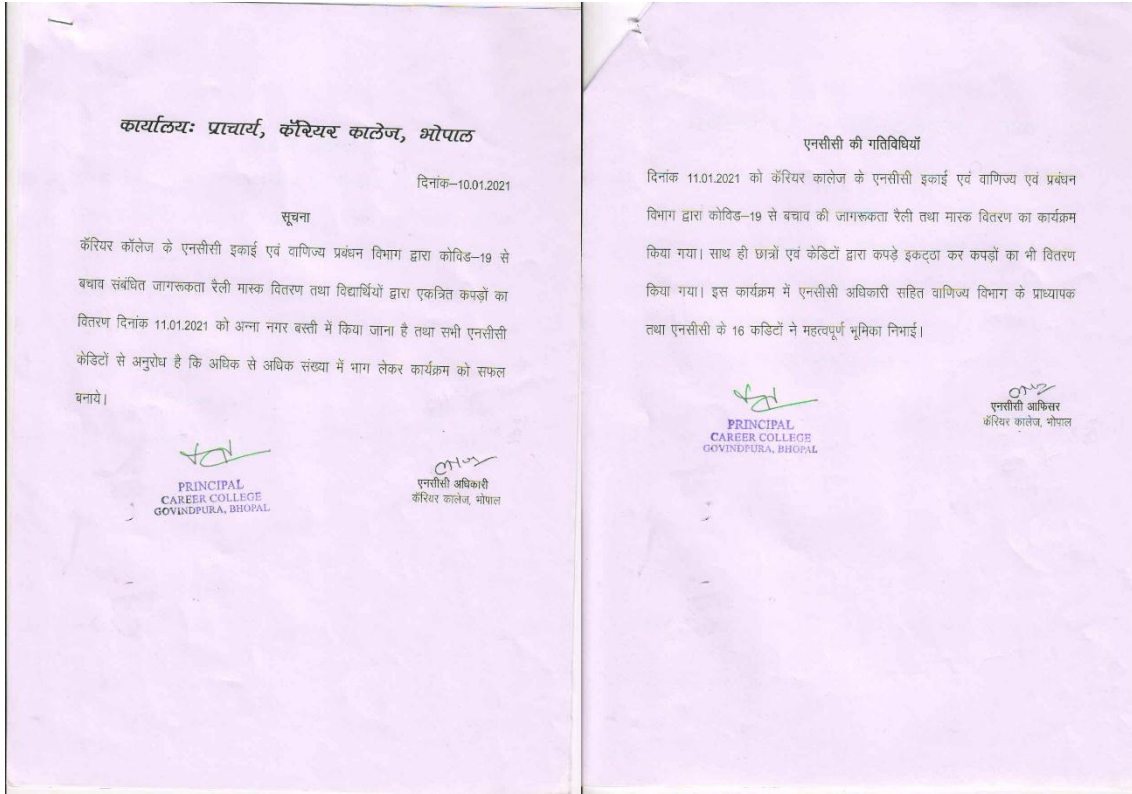 कार्यालयः प्राचार्य, कॅरियर कालेज, भोपाल
दिनांक–10.01.2021
सूचना
कॅरियर कॉलेज के एनसीसी इकाई एवं वाणिज्य प्रबंधन विभाग द्वारा कोविड–19 से
बचाव संबंधित जागरूकता रैली मास्क वितरण तथा विद्यार्थियों द्वारा एकत्रित कपड़ों का
वितरण दिनांक 11.01.2021 को अन्ना नगर बस्ती में किया जाना है तथा सभी एनसीसी
केडिटों से अनुरोध है कि अधिक से अधिक संख्या में भाग लेकर कार्यक्रम को सफल
बनाये।
PRINCIPAL
CAREER COLLEGE
GOVINDPURA, BHOPAL
एनसीसी अधिकारी
कॅरियर कालेज, भोपाल
एनसीसी की गतिविधियॉ
दिनांक 11.01.2021 को कॅरियर कालेज के एनसीसी इकाई एवं वाणिज्य एवं प्रबंधन
विभाग द्वारा कोविड–19 से बचाव की जागरूकता रैली तथा मास्क वितरण का कार्यक्रम
किया गया। साथ ही छात्रों एवं केडिटों द्वारा कपड़े इकट्ठा कर कपड़ों का भी वितरण
किया गया। इस कार्यक्रम में एनसीसी अधिकारी सहित वाणिज्य विभाग के प्राध्यापक
तथा एनसीसी के 16 कडिटों ने महत्वपूर्ण भूमिका निभाई।
PRINCIPAL
CAREER COLLEGE
GOVINDPURA, BHOPAL
एनसीसी आफिसर
कॅरियर कालेज, भोपाल